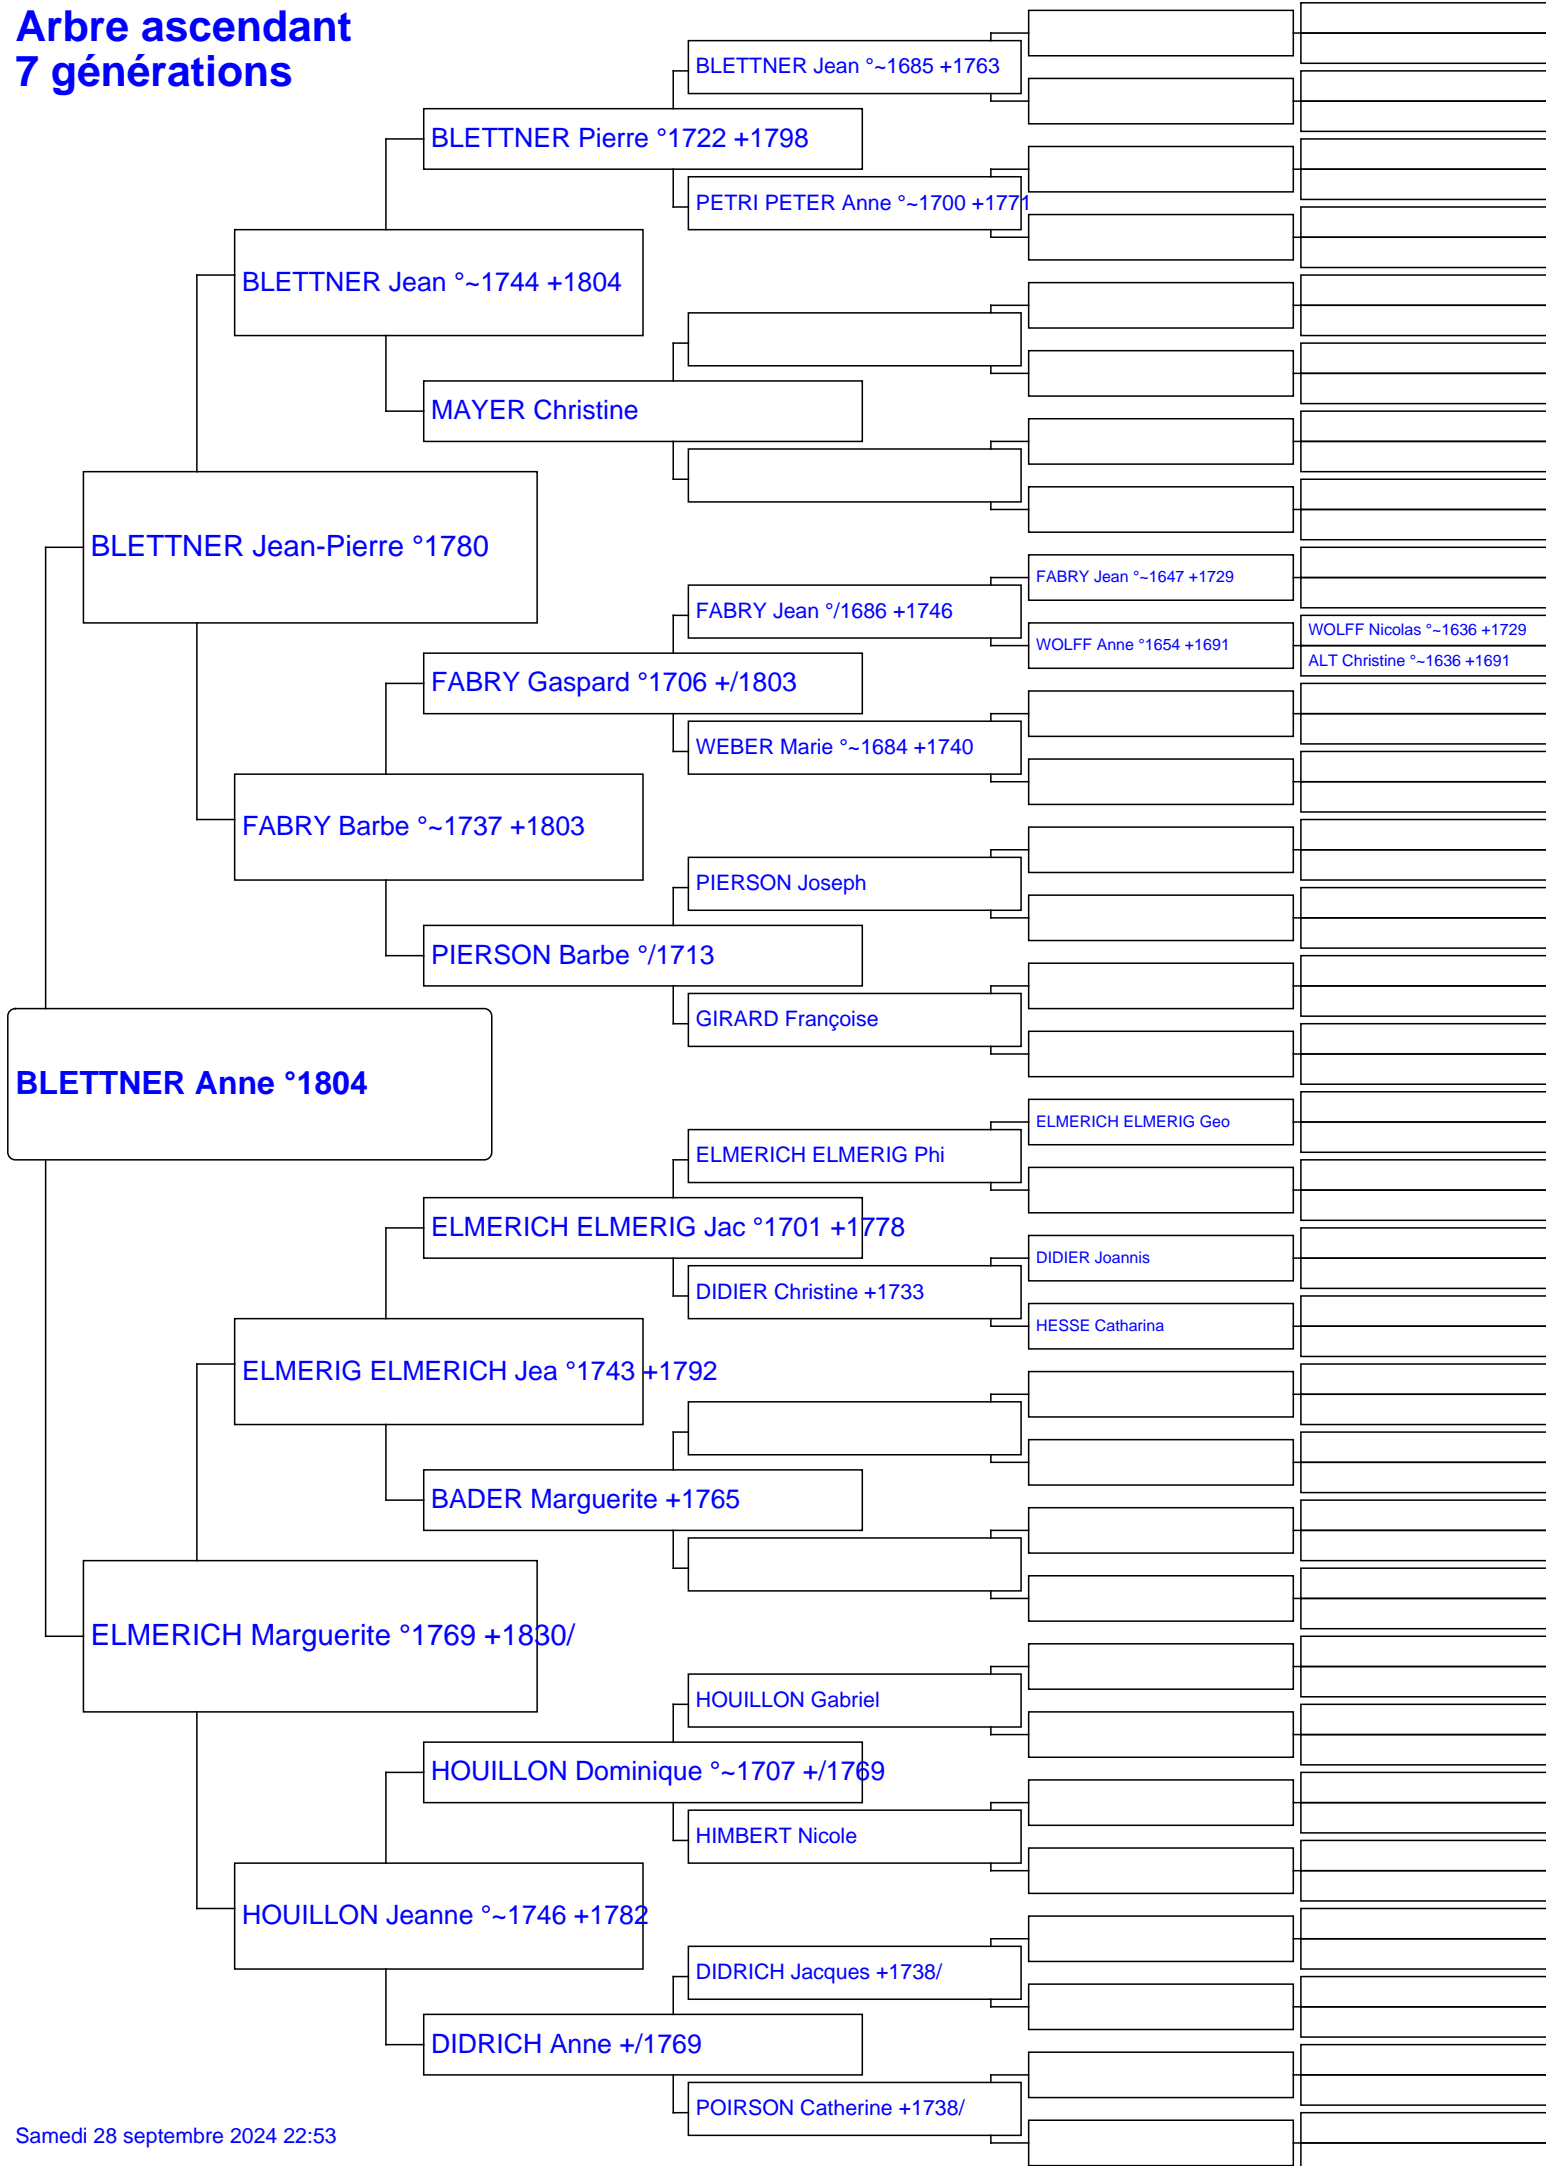 Arbre ascendant
7 générations
BLETTNER Jean °~1685 +1763
BLETTNER Pierre °1722 +1798
PETRI PETER Anne °~1700 +1771
BLETTNER Jean °~1744 +1804
MAYER Christine
BLETTNER Jean-Pierre °1780
FABRY Jean °~1647 +1729
FABRY Jean °/1686 +1746
WOLFF Nicolas °~1636 +1729
WOLFF Anne °1654 +1691
ALT Christine °~1636 +1691
FABRY Gaspard °1706 +/1803
WEBER Marie °~1684 +1740
FABRY Barbe °~1737 +1803
PIERSON Joseph
PIERSON Barbe °/1713
GIRARD Françoise
BLETTNER Anne °1804
ELMERICH ELMERIG Geo
ELMERICH ELMERIG Phi
ELMERICH ELMERIG Jac °1701 +1778
DIDIER Joannis
DIDIER Christine +1733
HESSE Catharina
ELMERIG ELMERICH Jea °1743 +1792
BADER Marguerite +1765
ELMERICH Marguerite °1769 +1830/
HOUILLON Gabriel
HOUILLON Dominique °~1707 +/1769
HIMBERT Nicole
HOUILLON Jeanne °~1746 +1782
DIDRICH Jacques +1738/
DIDRICH Anne +/1769
POIRSON Catherine +1738/
Samedi 28 septembre 2024 22:53